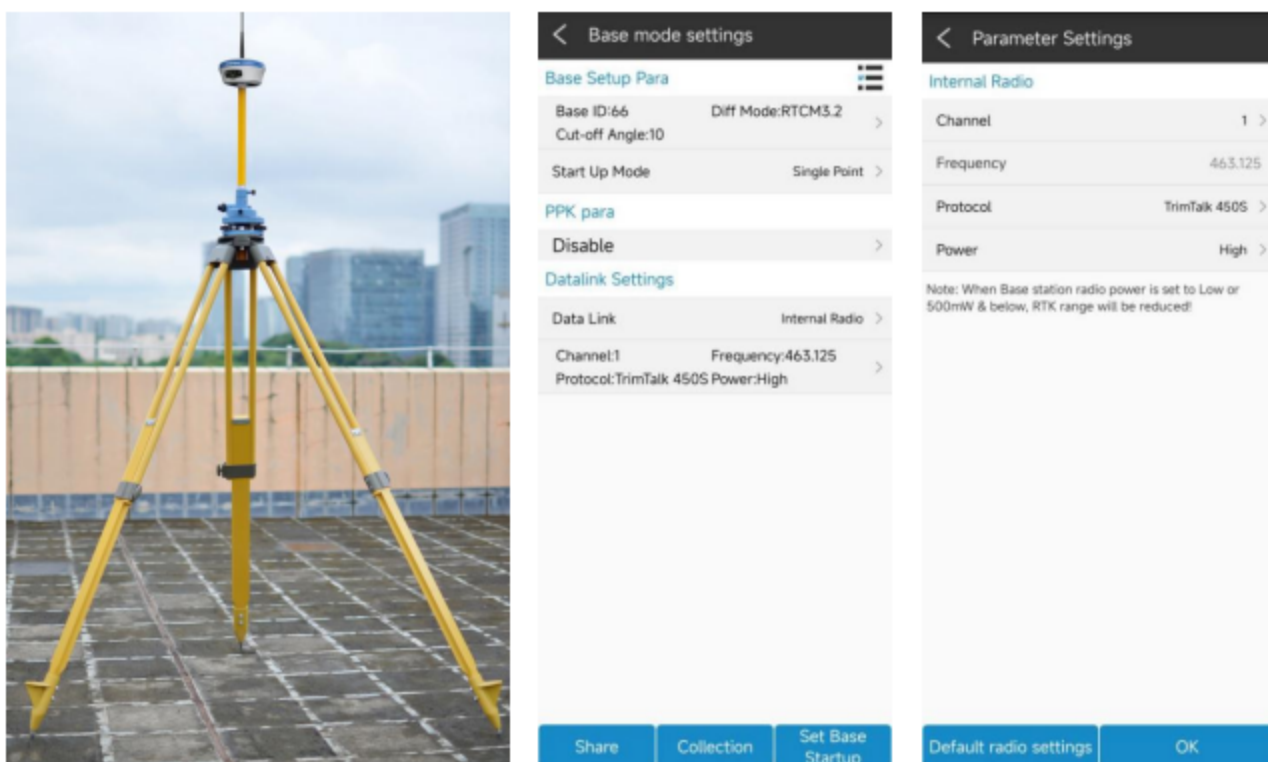 Base mode settings
Base Setup Para
Base ID:66 Diff Mode:RTCM3.2
Cut-off Angle:10
Start Up Mode Single Point
PPK para
Disable
Datalink Settings
Data Link Internal Radio
Channel:1 Frequency:463.125
Protocol:TrimTalk 450S Power:High
Share Collection Set Base Startup
Parameter Settings
Internal Radio
Channel 1
Frequency 463.125
Protocol TrimTalk 450S
Power High
Note: When Base station radio power is set to Low or
500mW & below, RTK range will be reduced!
Default radio settings OK